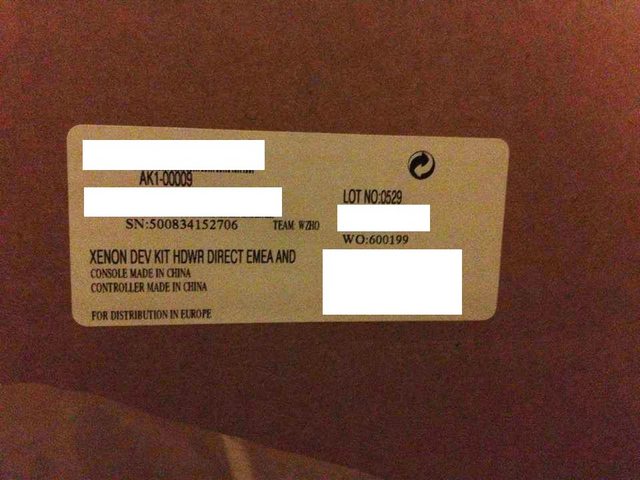 AK1-00009
LOT NO:0529
SN:500834152706 TEAM: WZHO
WO:600199
XENON DEV KIT HDWR DIRECT EMEA AND
CONSOLE MADE IN CHINA
CONTROLLER MADE IN CHINA
FOR DISTRIBUTION IN EUROPE